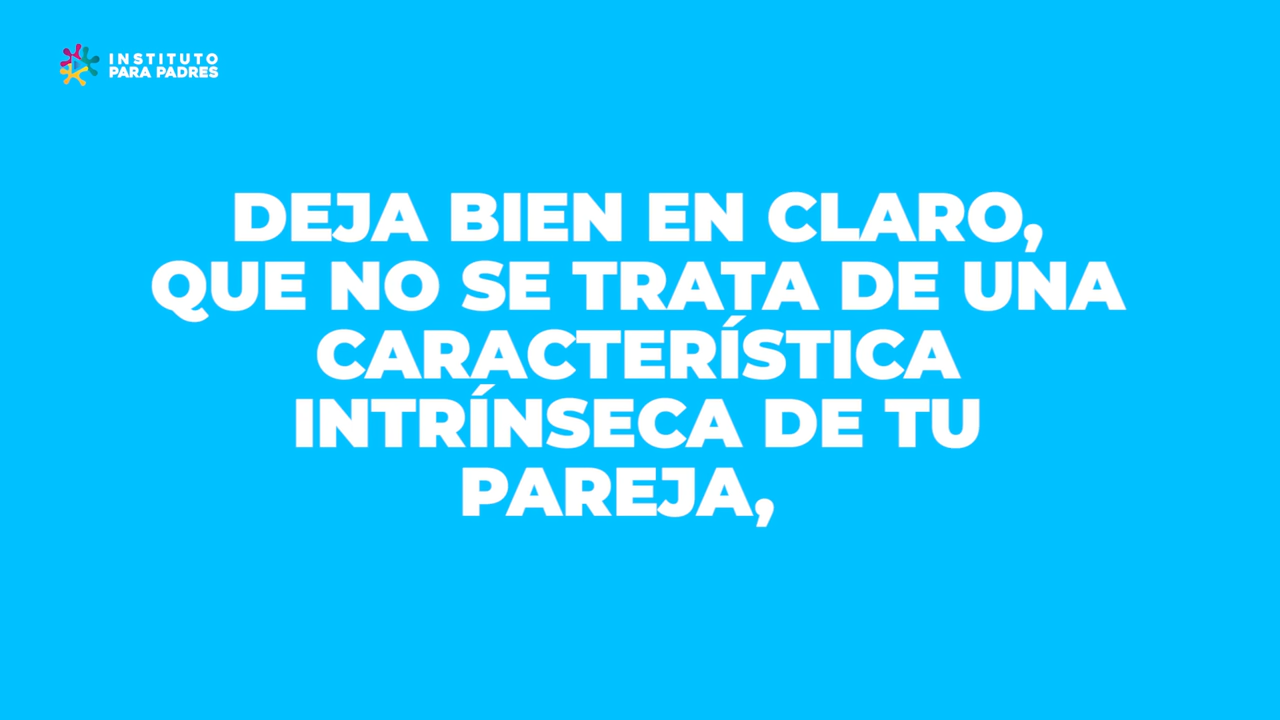 INSTITUTO
PARA PADRES
DEJA BIEN EN CLARO,
QUE NO SE TRATA DE UNA
CARACTERÍSTICA
INTRÍNSECA DE TU
PAREJA,